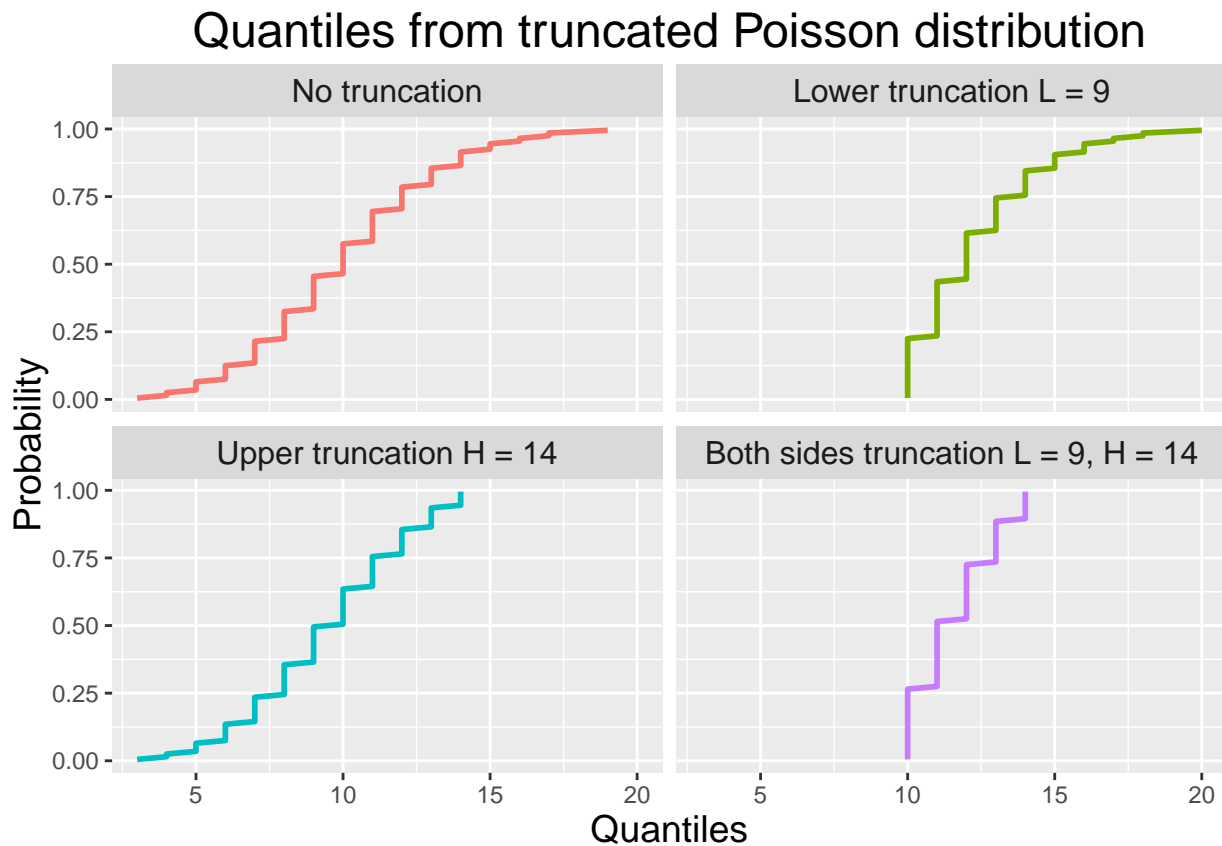 Quantiles from truncated Poisson distribution
No truncation
Lower truncation L = 9
1.00
0.75
0.50
0.25
0.00
Upper truncation H = 14
Both sides truncation L = 9, H = 14
1.00
0.75
0.50
0.25
0.00
5 10 15 20
5 10 15 20
Quantiles
Probability